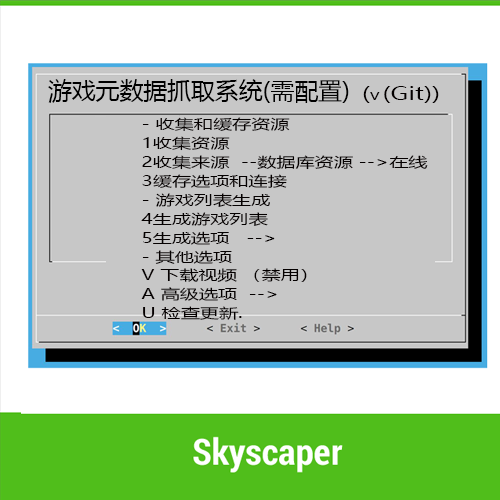 游戏元数据抓取系统(需配置) (v (Git))
- 收集和缓存资源
1收集资源
2收集来源 --数据库资源 -->在线
3缓存选项和连接
- 游戏列表生成
4生成游戏列表
5生成选项 -->
- 其他选项
V 下载视频 （禁用）
A 高级选项 -->
U 检查更新.
< OK > < Exit > < Help >
Skyscaper